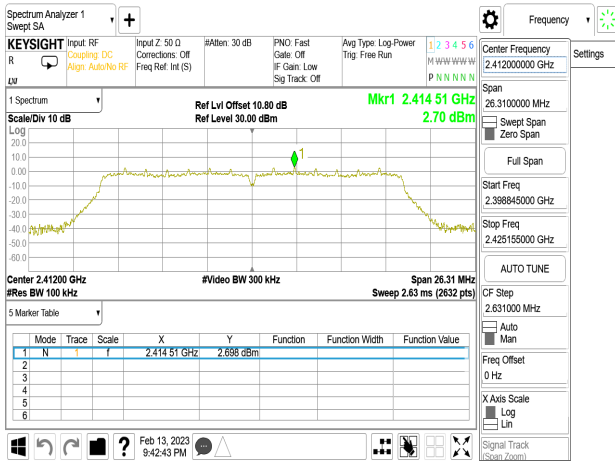 Spectrum Analyzer 1
Swept SA
Frequency
KEYSIGHT
R
LXI
Input: RF
Coupling: DC
Align: Auto/No RF
Input Z: 50 Ω
Corrections: Off
Freq Ref: Int (S)
#Atten: 30 dB
PNO: Fast
Gate: Off
IF Gain: Low
Sig Track: Off
Avg Type: Log-Power
Trig: Free Run
1 2 3 4 5 6
M W W W W W
P N N N N N
1 Spectrum
Scale/Div 10 dB
Ref Lvl Offset 10.80 dB
Ref Level 30.00 dBm
Mkr1 2.414 51 GHz
2.70 dBm
Log
20.0
10.0
0.00
-10.0
-20.0
-30.0
-40.0
-50.0
-60.0
1
Center 2.41200 GHz
#Res BW 100 kHz
#Video BW 300 kHz
Span 26.31 MHz
Sweep 2.63 ms (2632 pts)
5 Marker Table
Mode Trace Scale X Y Function Function Width Function Value
1 N 1 f 2.414 51 GHz 2.698 dBm
2
3
4
5
6
Feb 13, 2023
9:42:43 PM
Center Frequency
2.412000000 GHz
Settings
Span
26.3100000 MHz
Swept Span
Zero Span
Full Span
Start Freq
2.398845000 GHz
Stop Freq
2.425155000 GHz
AUTO TUNE
CF Step
2.631000 MHz
Auto
Man
Freq Offset
0 Hz
X Axis Scale
Log
Lin
Signal Track
(Span Zoom)